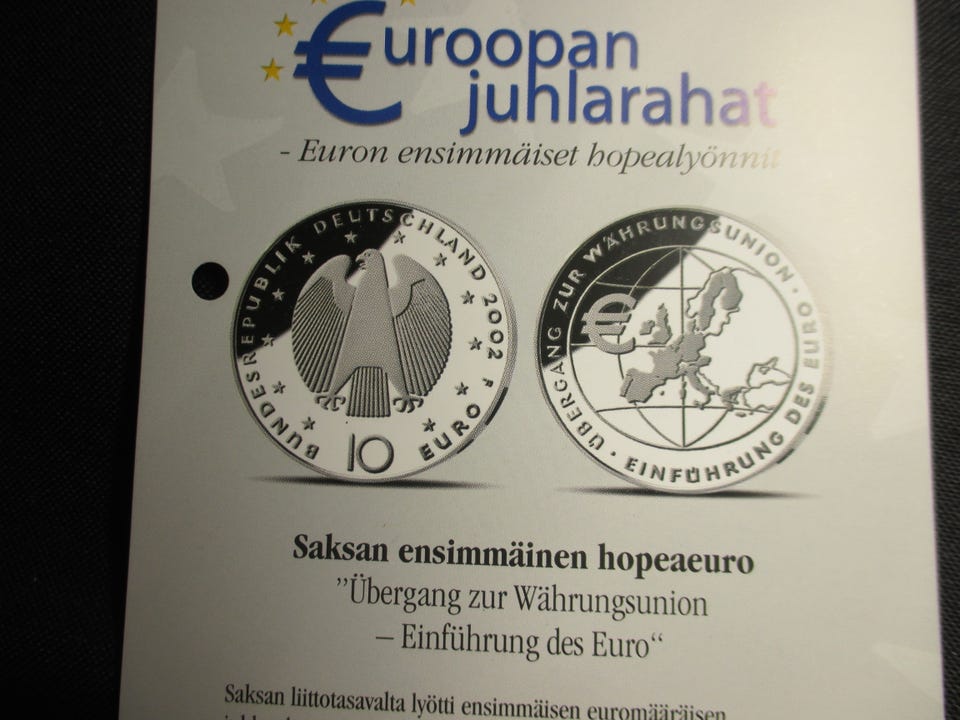 €uroopan
juhlarahat
- Euron ensimmäiset hopealyönnit
BUNDESREPUBLIK DEUTSCHLAND 2002 F
10 EURO
ÜBERGANG ZUR WÄHRUNGSUNION · EINFÜHRUNG DES EURO ·
€
Saksan ensimmäinen hopeaeuro
”Übergang zur Währungsunion
– Einführung des Euro“
Saksan liittotasavalta lyötti ensimmäisen euromääräisen